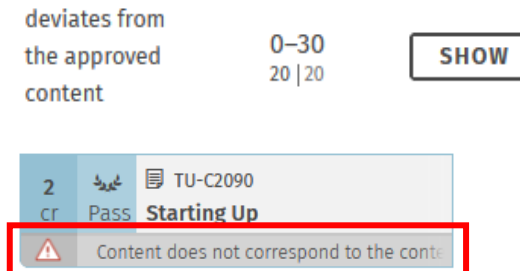 deviates from
the approved
content
0–30
20 | 20
SHOW
2
cr
Pass
TU-C2090
Starting Up
Content does not correspond to the conte